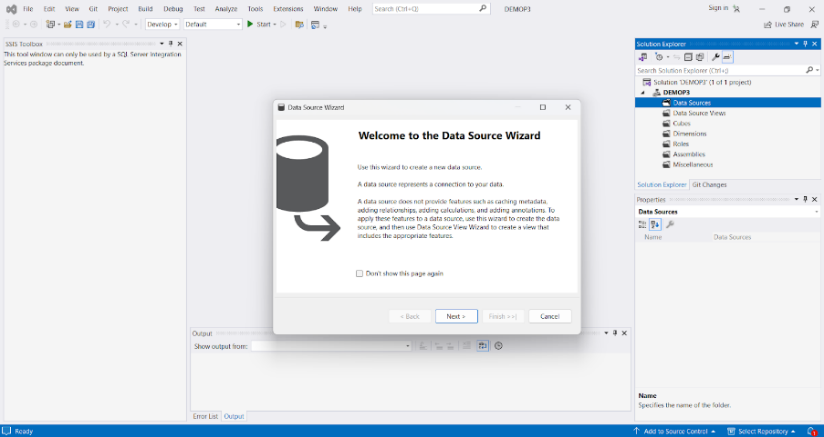 File Edit View Git Project Build Debug Test Analyze Tools Extensions Window Help Search (Ctrl+Q) DEMOP3 Sign in
Develop Default Start Live Share
SSIS Toolbox
This tool window can only be used by a SQL Server Integration
Services package document.
Data Source Wizard
Welcome to the Data Source Wizard
Use this wizard to create a new data source.
A data source represents a connection to your data.
A data source does not provide features such as caching metadata,
adding relationships, adding calculations, and adding annotations. To
apply these features to a data source, use this wizard to create the data
source, and then use Data Source View Wizard to create a view that
includes the appropriate features.
Don't show this page again
< Back Next > Finish >>| Cancel
Output
Show output from:
Error List Output
Solution Explorer
Search Solution Explorer (Ctrl+;)
Solution 'DEMOP3' (1 of 1 project)
DEMOP3
Data Sources
Data Source Views
Cubes
Dimensions
Roles
Assemblies
Miscellaneous
Solution Explorer Git Changes
Properties
Data Sources
Name Data Sources
Name
Specifies the name of the folder.
Ready Add to Source Control Select Repository 1